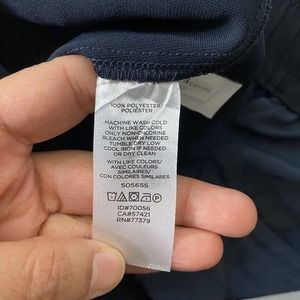 100% POLYESTER
POLIESTER
MACHINE WASH COLD
WITH LIKE COLORS
ONLY NON-CHLORINE
BLEACH WHEN NEEDED
TUMBLE DRY LOW
COOL IRON IF NEEDED
OR DRY CLEAN
WITH LIKE COLORS/
AVEC COULEURS
SIMILAIRES/
CON COLORES SIMILARES
505655
ID#70056
CA#57421
RN#77379